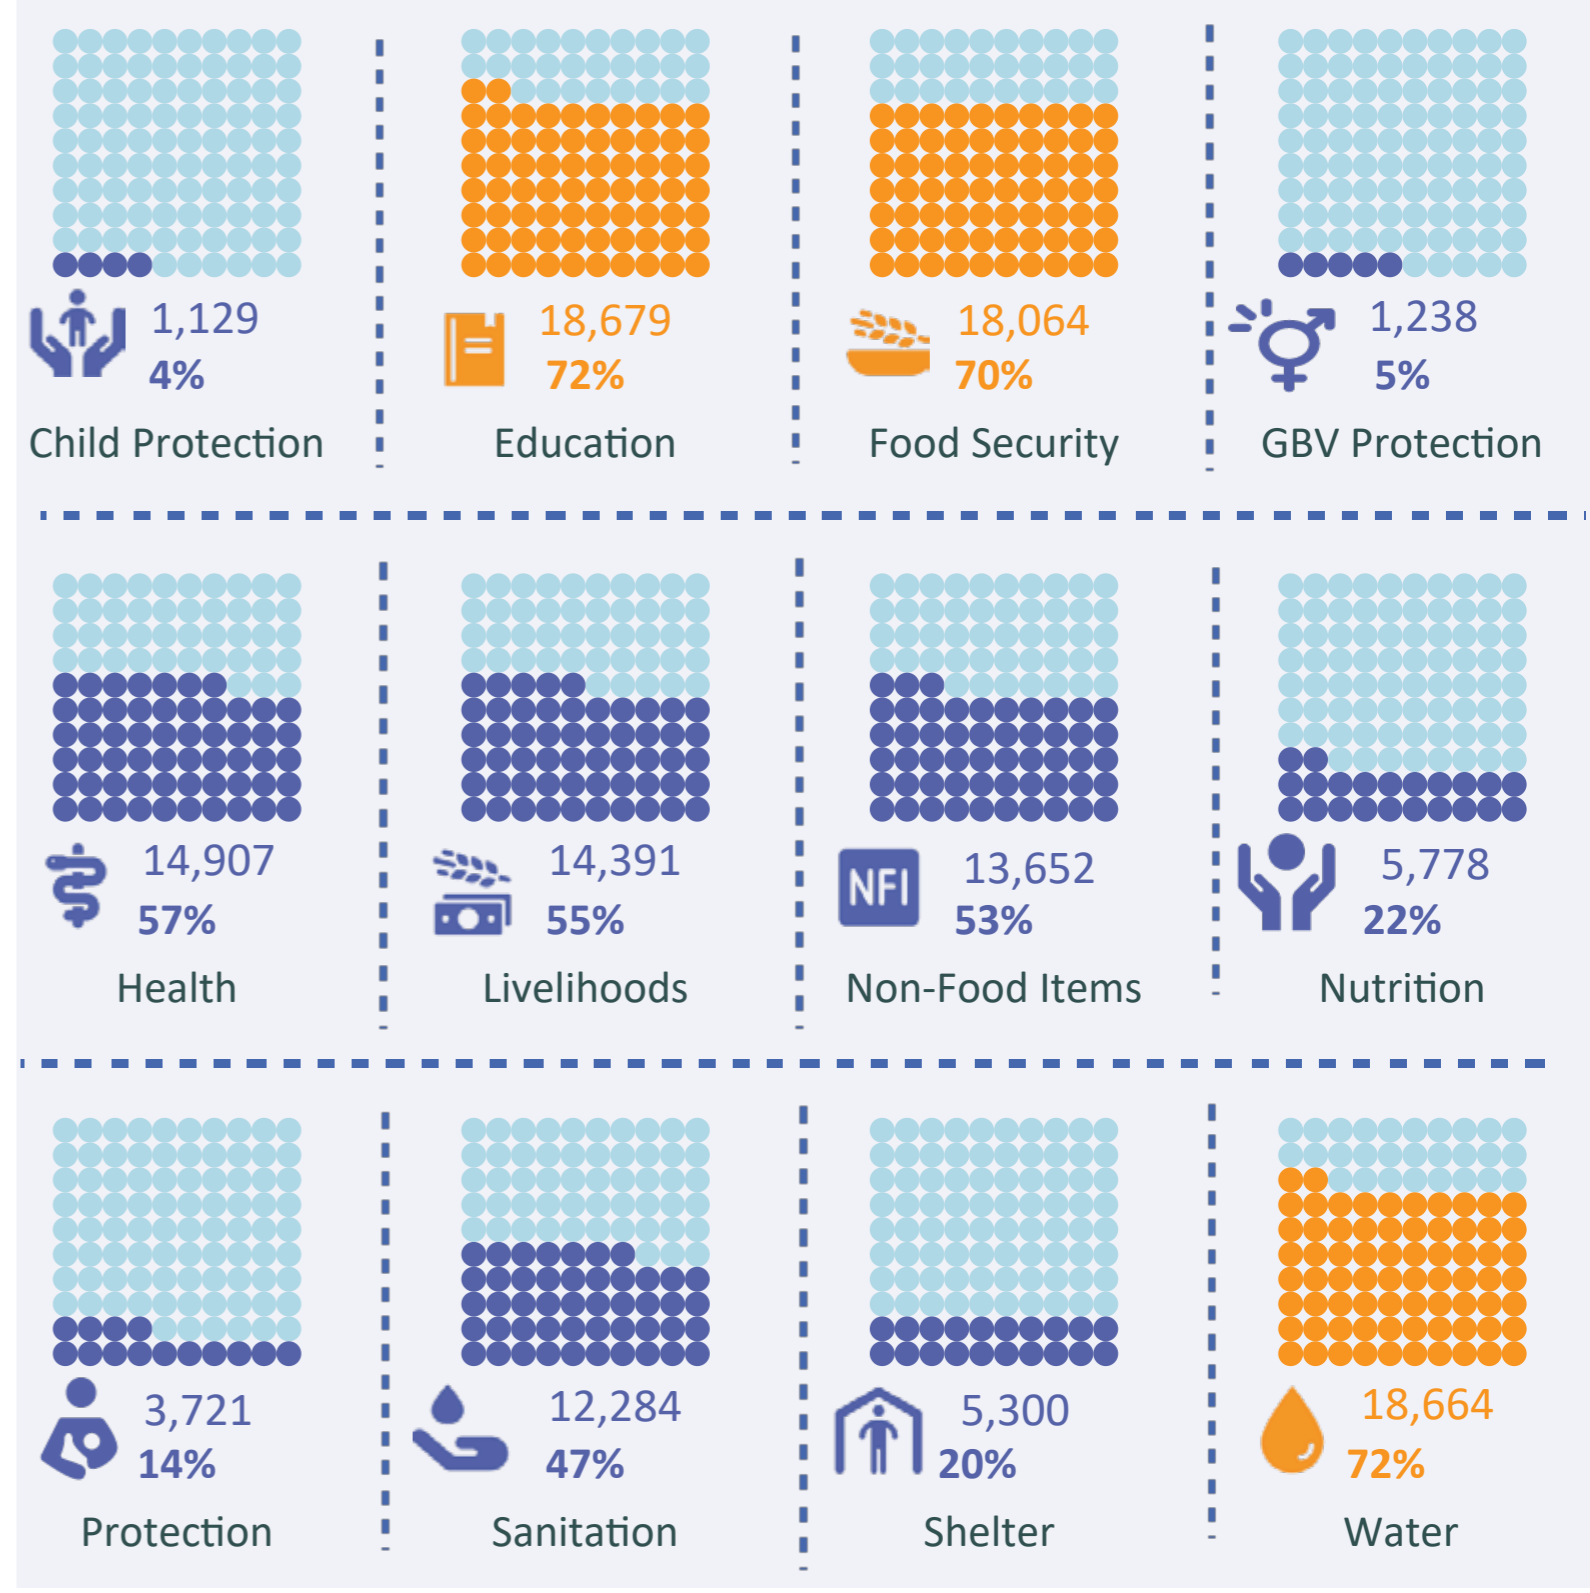 1,129
4%
Child Protection
18,679
72%
Education
18,064
70%
Food Security
1,238
5%
GBV Protection
14,907
57%
Health
14,391
55%
Livelihoods
NFI
13,652
53%
Non-Food Items
5,778
22%
Nutrition
3,721
14%
Protection
12,284
47%
Sanitation
5,300
20%
Shelter
18,664
72%
Water